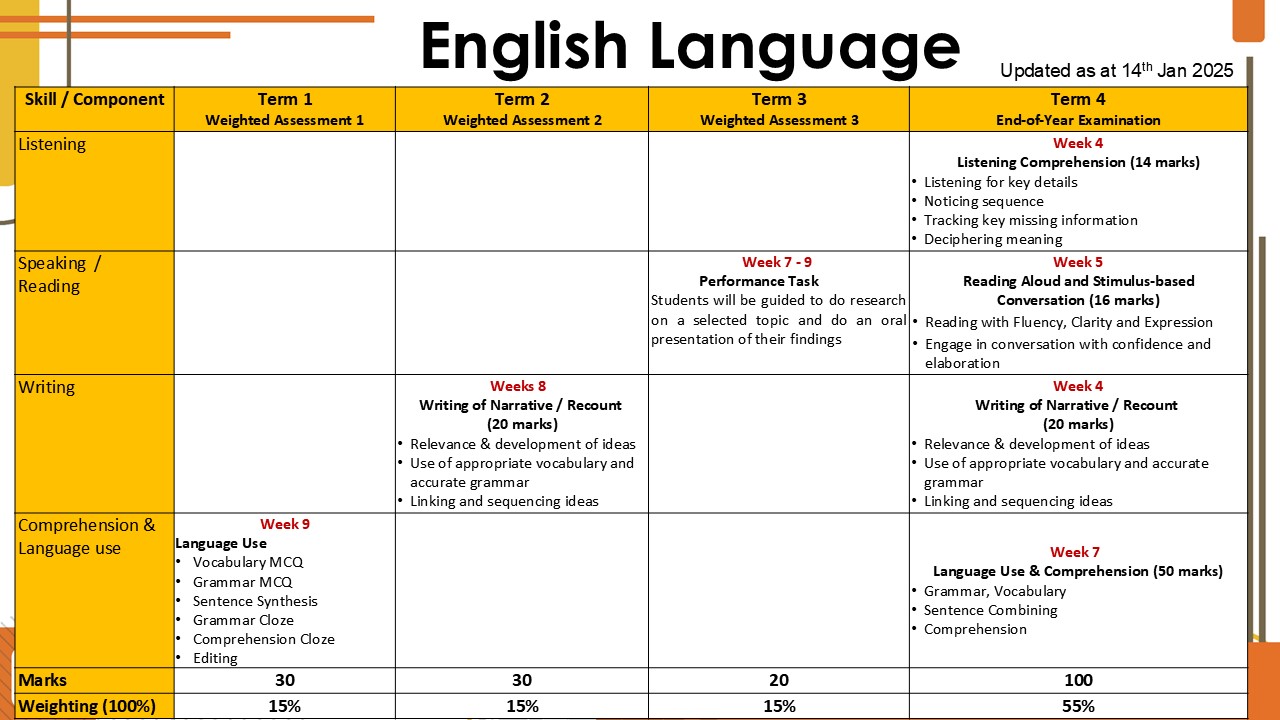 English Language
Updated as at 14th Jan 2025
Skill / Component
Term 1
Weighted Assessment 1
Term 2
Weighted Assessment 2
Term 3
Weighted Assessment 3
Term 4
End-of-Year Examination
Listening
Week 4
Listening Comprehension (14 marks)
• Listening for key details
• Noticing sequence
• Tracking key missing information
• Deciphering meaning
Speaking /
Reading
Week 7 - 9
Performance Task
Students will be guided to do research
on a selected topic and do an oral
presentation of their findings
Week 5
Reading Aloud and Stimulus-based
Conversation (16 marks)
• Reading with Fluency, Clarity and Expression
• Engage in conversation with confidence and
elaboration
Writing
Weeks 8
Writing of Narrative / Recount
(20 marks)
• Relevance & development of ideas
• Use of appropriate vocabulary and
accurate grammar
• Linking and sequencing ideas
Week 4
Writing of Narrative / Recount
(20 marks)
• Relevance & development of ideas
• Use of appropriate vocabulary and accurate
grammar
• Linking and sequencing ideas
Comprehension &
Language use
Week 9
Language Use
• Vocabulary MCQ
• Grammar MCQ
• Sentence Synthesis
• Grammar Cloze
• Comprehension Cloze
• Editing
Week 7
Language Use & Comprehension (50 marks)
• Grammar, Vocabulary
• Sentence Combining
• Comprehension
Marks
30
30
20
100
Weighting (100%)
15%
15%
15%
55%